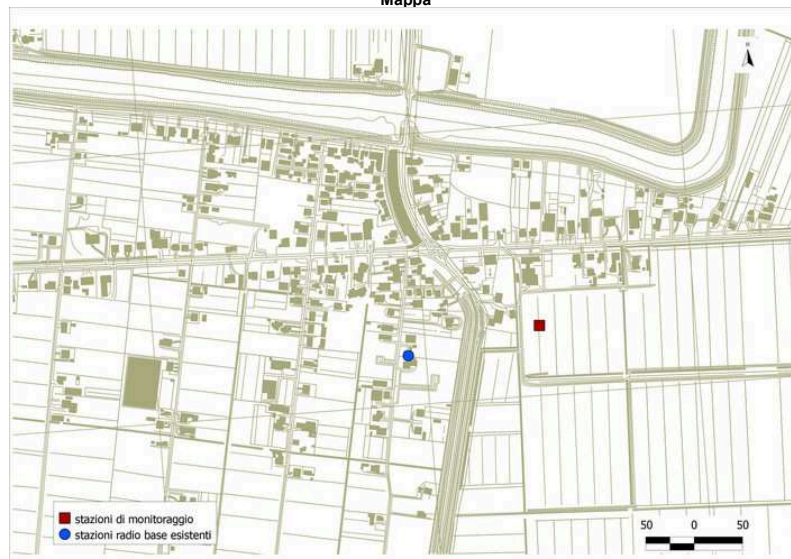 Mappa
N
stazioni di monitoraggio
stazioni radio base esistenti
50 0 50